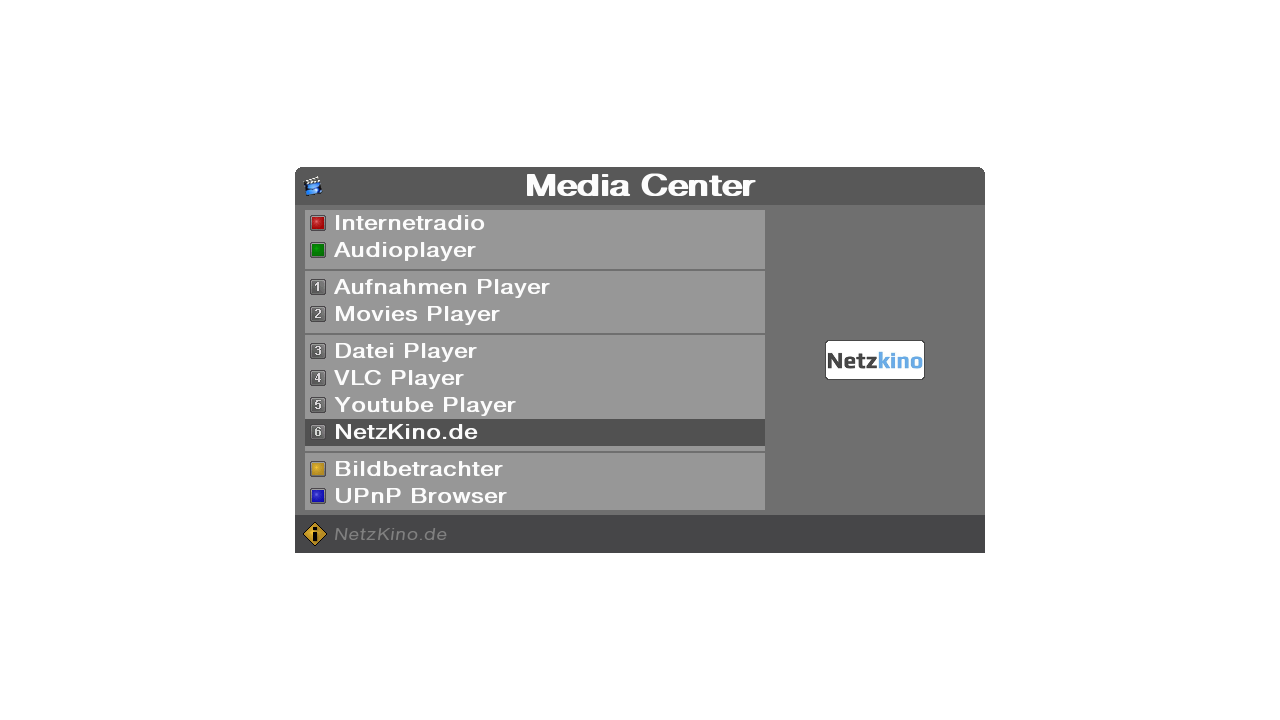 Media Center
Internetradio
Audioplayer
1 Aufnahmen Player
2 Movies Player
3 Datei Player
4 VLC Player
5 Youtube Player
6 NetzKino.de
Bildbetrachter
UPnP Browser
Netzkino
NetzKino.de